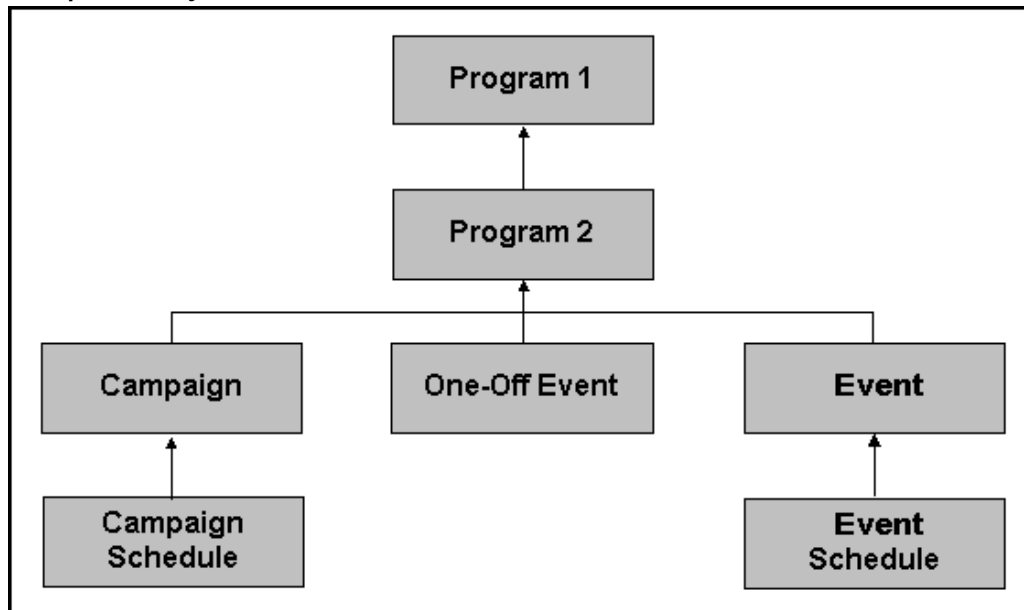 Program 1
Program 2
Campaign
One-Off Event
Event
Campaign
Schedule
Event
Schedule